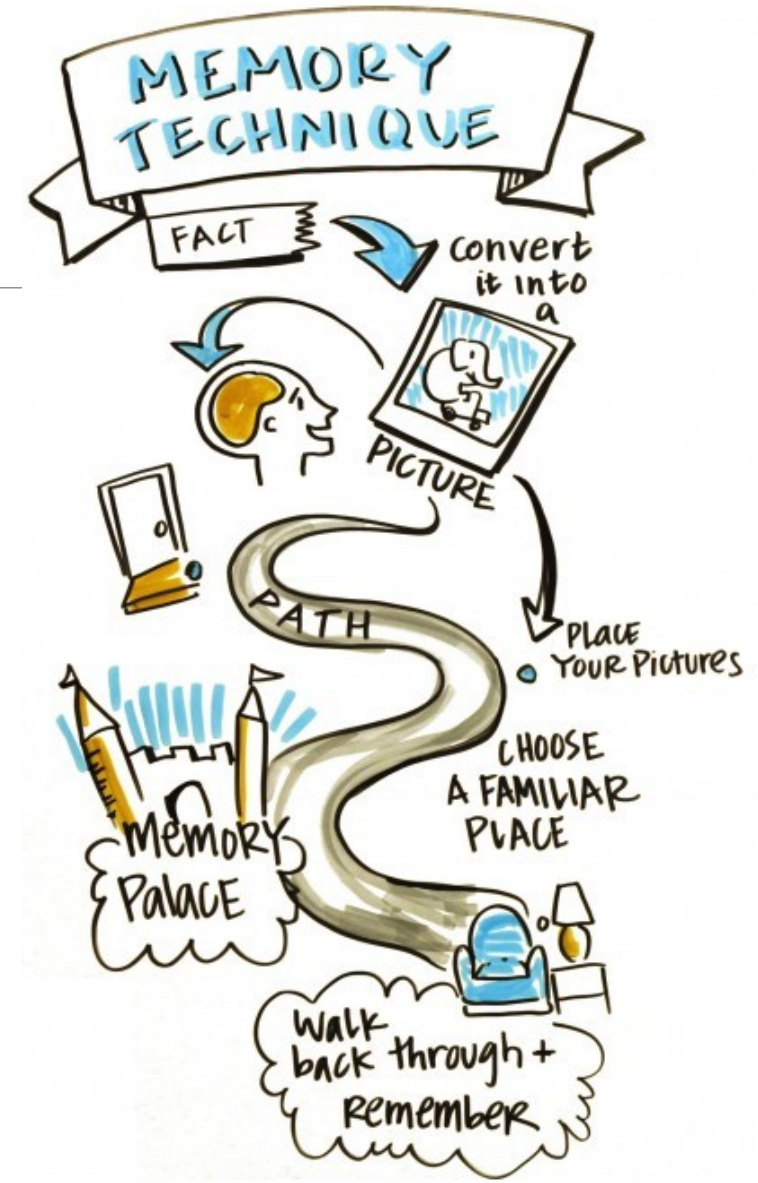 MEMORY
TECHNIQUE
FACT
convert
it into
a
PICTURE
PATH
PLACE
YOUR PictUREs
CHOOSE
A FAMILIAR
PLACE
MEMORY
PalacE
Walk
back through +
REMEMBER